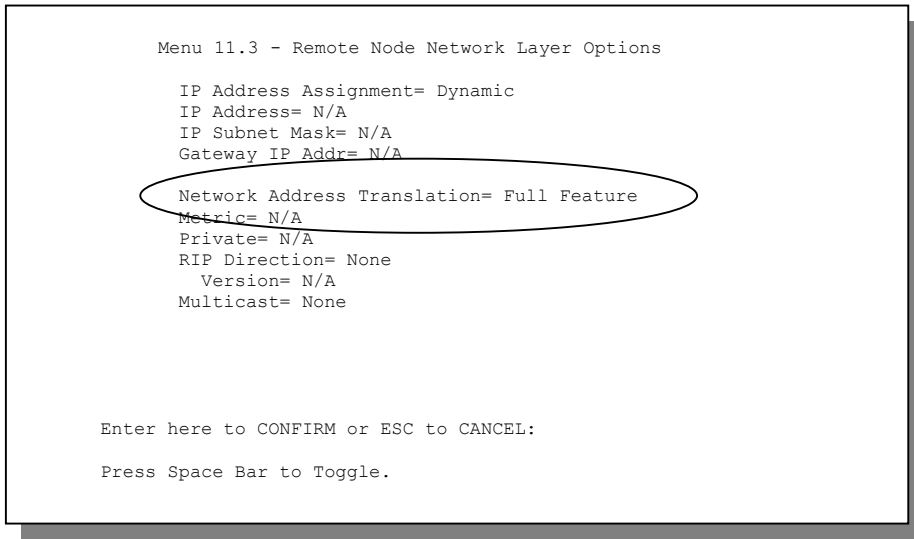 Menu 11.3 - Remote Node Network Layer Options
IP Address Assignment= Dynamic
IP Address= N/A
IP Subnet Mask= N/A
Gateway IP Addr= N/A
Network Address Translation= Full Feature
Metric= N/A
Private= N/A
RIP Direction= None
Version= N/A
Multicast= None
Enter here to CONFIRM or ESC to CANCEL:
Press Space Bar to Toggle.